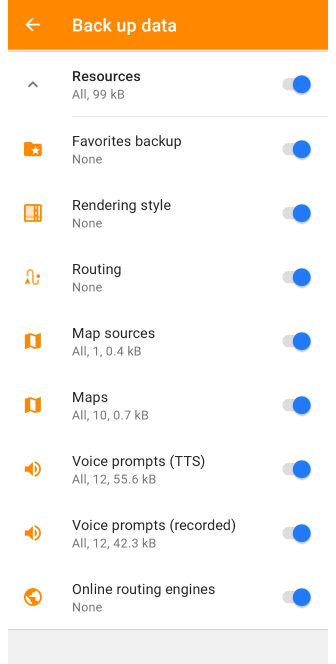 Back up data
Resources
All, 99 kB
Favorites backup
None
Rendering style
None
Routing
None
Map sources
All, 1, 0.4 kB
Maps
All, 10, 0.7 kB
Voice prompts (TTS)
All, 12, 55.6 kB
Voice prompts (recorded)
All, 12, 42.3 kB
Online routing engines
None